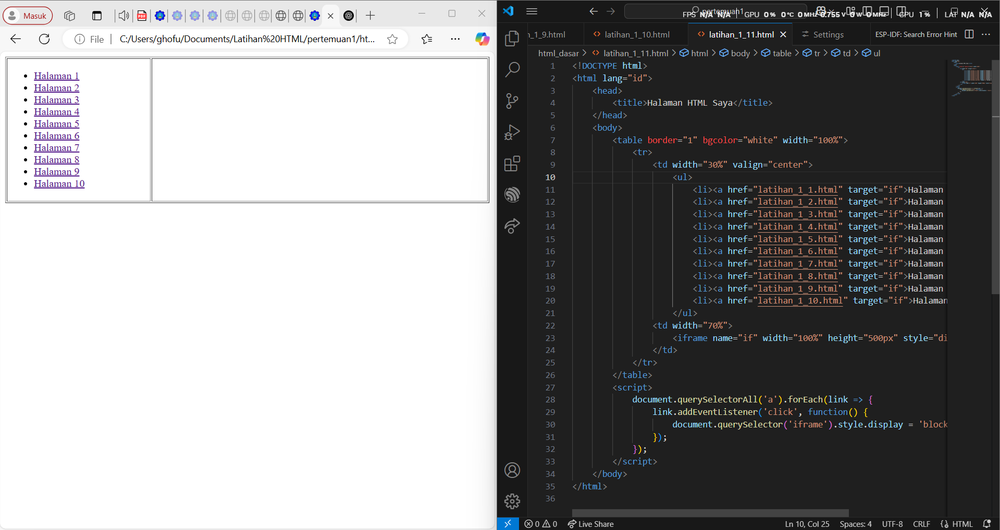 Masuk
File
C:/Users/ghofu/Documents/Latihan%20HTML/pertemuan1/ht...
Halaman 1
Halaman 2
Halaman 3
Halaman 4
Halaman 5
Halaman 6
Halaman 7
Halaman 8
Halaman 9
Halaman 10
pertemuan1
FPS N/A N/A | GPU 0 % 0 °C 0 MHz 0.755 V 0 W 0 MHz | CPU 1 % | LAT N/A N/A
n_1_9.html
latihan_1_10.html
latihan_1_11.html
Settings
ESP-IDF: Search Error Hint
html_dasar > latihan_1_11.html > html > body > table > tr > td > ul
1 <!DOCTYPE html>
2 <html lang="id">
3 <head>
4 <title>Halaman HTML Saya</title>
5 </head>
6 <body>
7 <table border="1" bgcolor="white" width="100%">
8 <tr>
9 <td width="30%" valign="center">
10 <ul>
11 <li><a href="latihan_1_1.html" target="if">Halaman
12 <li><a href="latihan_1_2.html" target="if">Halaman
13 <li><a href="latihan_1_3.html" target="if">Halaman
14 <li><a href="latihan_1_4.html" target="if">Halaman
15 <li><a href="latihan_1_5.html" target="if">Halaman
16 <li><a href="latihan_1_6.html" target="if">Halaman
17 <li><a href="latihan_1_7.html" target="if">Halaman
18 <li><a href="latihan_1_8.html" target="if">Halaman
19 <li><a href="latihan_1_9.html" target="if">Halaman
20 <li><a href="latihan_1_10.html" target="if">Halaman
21 </ul>
22 <td width="70%">
23 <iframe name="if" width="100%" height="500px" style="di
24 </td>
25 </tr>
26 </table>
27 <script>
28 document.querySelectorAll('a').forEach(link => {
29 link.addEventListener('click', function() {
30 document.querySelector('iframe').style.display = 'block
31 });
32 });
33 </script>
34 </body>
35 </html>
36
0 0 Live Share
Ln 10, Col 25 Spaces: 4 UTF-8 CRLF HTML